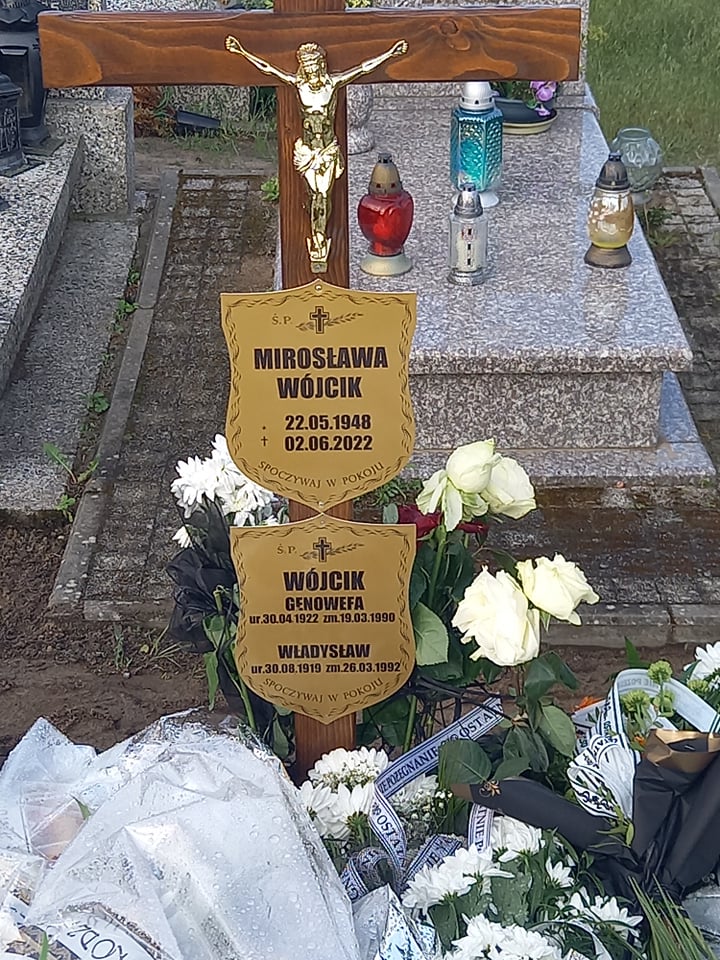 Ś.P.
MIROSŁAWA
WÓJCIK
* 22.05.1948
† 02.06.2022
SPOCZYWAJ W POKOJU
Ś.P.
WÓJCIK
GENOWEFA
ur.30.04.1922 zm.19.03.1990
WŁADYSŁAW
ur.30.08.1919 zm.26.03.1992
SPOCZYWAJ W POKOJU